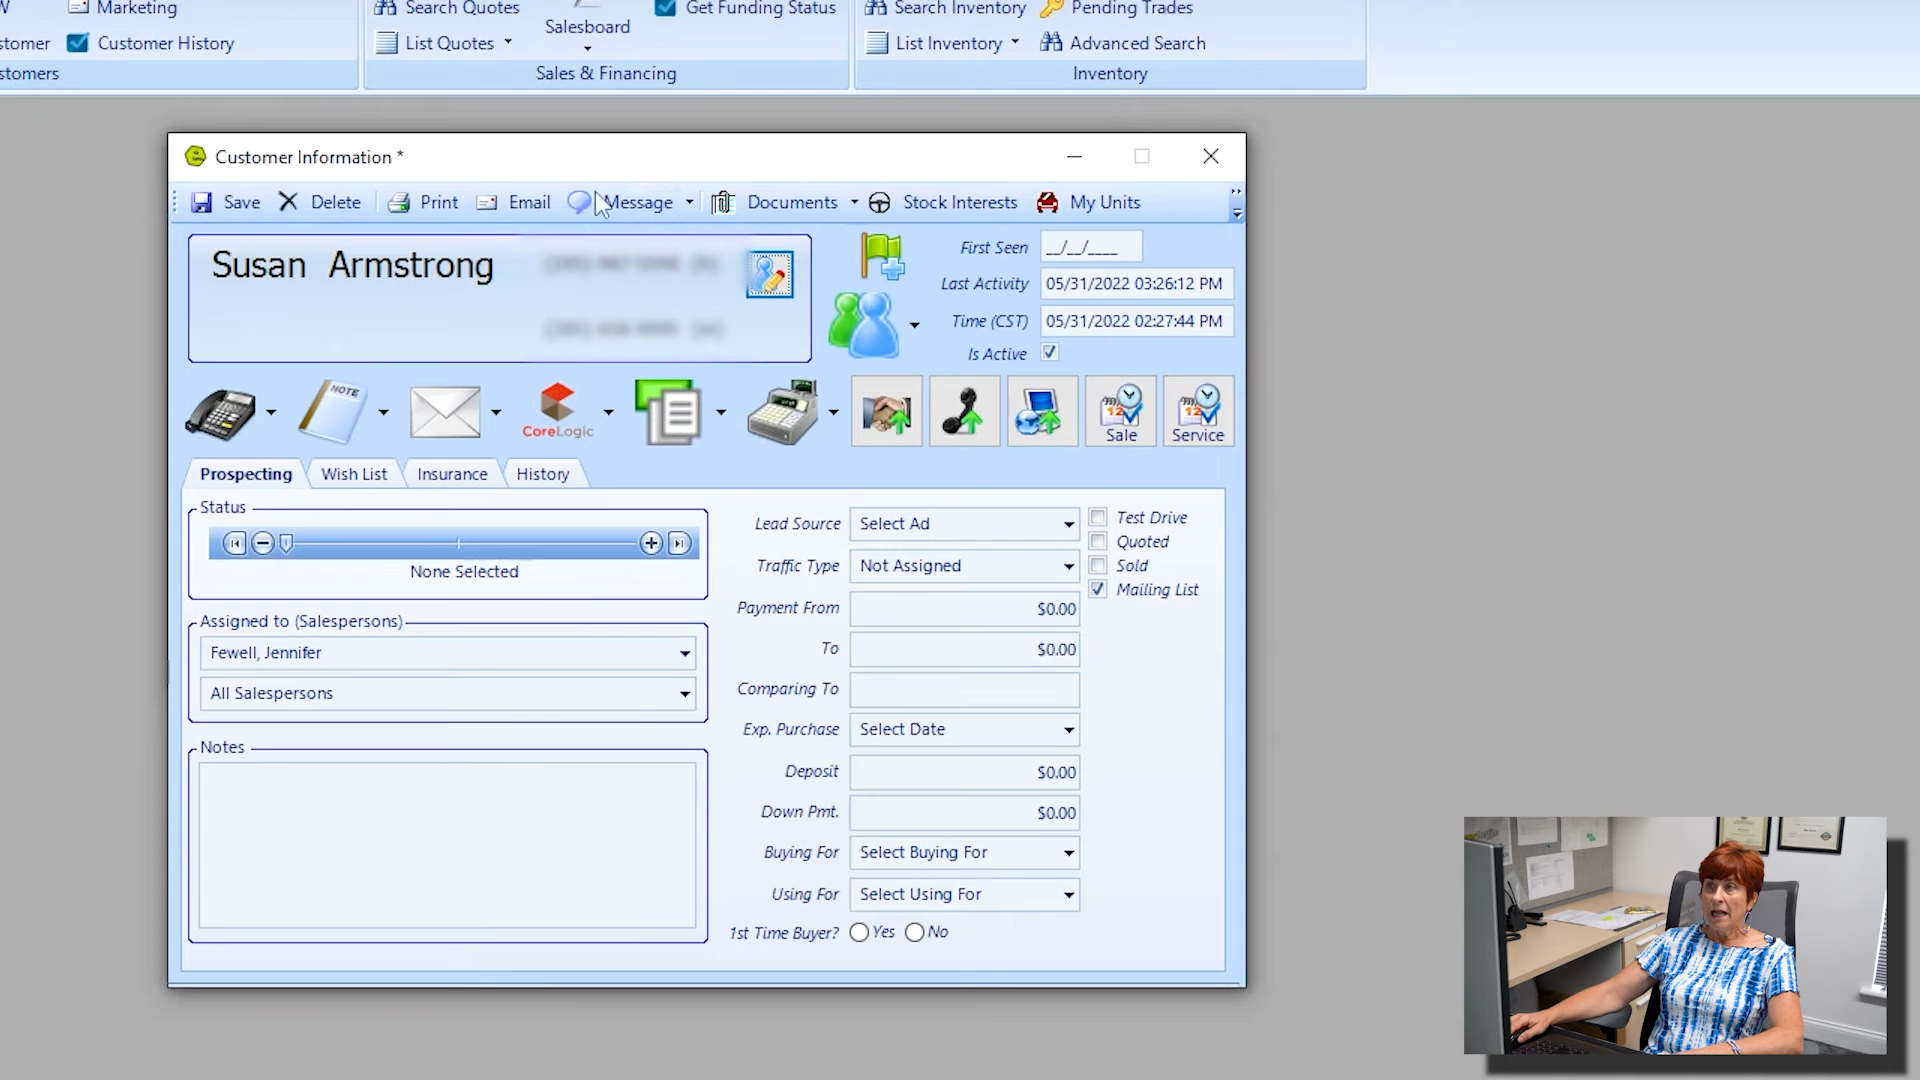 Marketing
Search Quotes
Get Funding Status
Search Inventory
Pending Trades
Salesboard
Customer History
List Quotes
List Inventory
Advanced Search
Sales & Financing
Inventory
Customer Information *
Save
Delete
Print
Email
Message
Documents
Stock Interests
My Units
Susan Armstrong
First Seen __/__/____
Last Activity 05/31/2022 03:26:12 PM
Time (CST) 05/31/2022 02:27:44 PM
Is Active
NOTE
CoreLogic
12
Sale
12
Service
Prospecting
Wish List
Insurance
History
Status
None Selected
Assigned to (Salespersons)
Fewell, Jennifer
All Salespersons
Notes
Lead Source Select Ad
Traffic Type Not Assigned
Payment From $0.00
To $0.00
Comparing To
Exp. Purchase Select Date
Deposit $0.00
Down Pmt. $0.00
Buying For Select Buying For
Using For Select Using For
1st Time Buyer? Yes No
Test Drive
Quoted
Sold
Mailing List